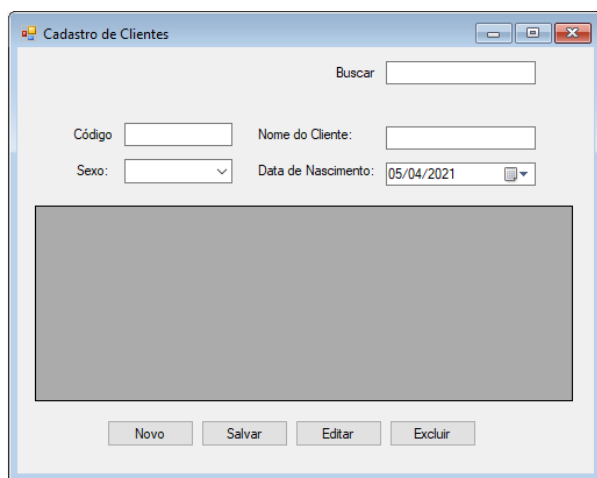 Cadastro de Clientes
Buscar
Código Nome do Cliente:
Sexo: Data de Nascimento: 05/04/2021
Novo Salvar Editar Excluir